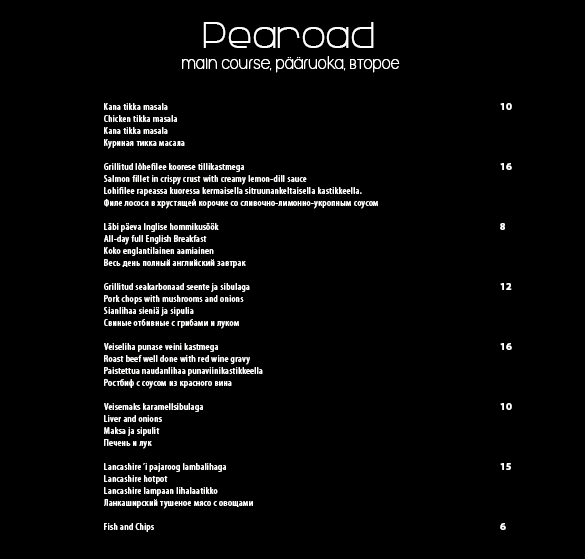 Pearoad
main course, pääruoka, второе
Kana tikka masala 10
Chicken tikka masala
Kana tikka masala
Куриная тикка масала
Grillitud lõhefilee koorese tillikastmega 16
Salmon fillet in crispy crust with creamy lemon-dill sauce
Lohifilee rapeassa kuoressa kermaisella sitruunankeltaisella kastikkeella.
Филе лосося в хрустящей корочке со сливочно-лимонно-укропным соусом
Läbi päeva Inglise hommikusöök 8
All-day full English Breakfast
Koko englantilainen aamiainen
Весь день полный английский завтрак
Grillitud seakarbonaad seente ja sibulaga 12
Pork chops with mushrooms and onions
Sianlihaa sieniä ja sipulia
Свиные отбивные с грибами и луком
Veiseliha punase veini kastmega 16
Roast beef well done with red wine gravy
Paistettua naudanlihaa punaviinikastikkeella
Ростбиф с соусом из красного вина
Veisemaks karamellsibulaga 10
Liver and onions
Maksa ja sipulit
Печень и лук
Lancashire ´i pajaroog lambalihaga 15
Lancashire hotpot
Lancashire lampaan lihalaatikko
Ланкаширский тушеное мясо с овощами
Fish and Chips 6